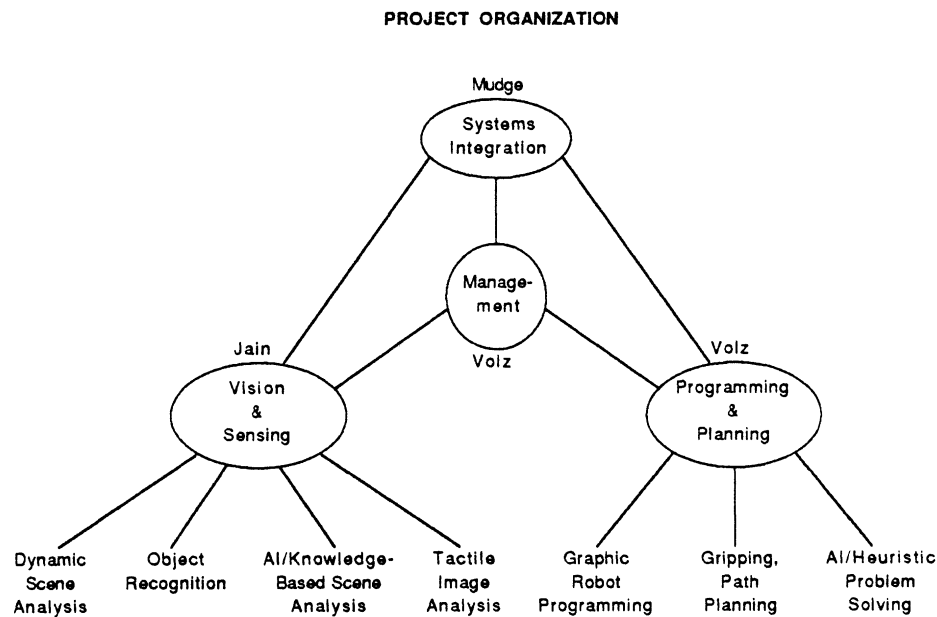 PROJECT ORGANIZATION
Mudge
Systems
Integration
Manage-
ment
Volz
Jain
Vision
&
Sensing
Volz
Programming
&
Planning
Dynamic
Scene
Analysis
Object
Recognition
AI/Knowledge-
Based Scene
Analysis
Tactile
Image
Analysis
Graphic
Robot
Programming
Gripping,
Path
Planning
AI/Heuristic
Problem
Solving